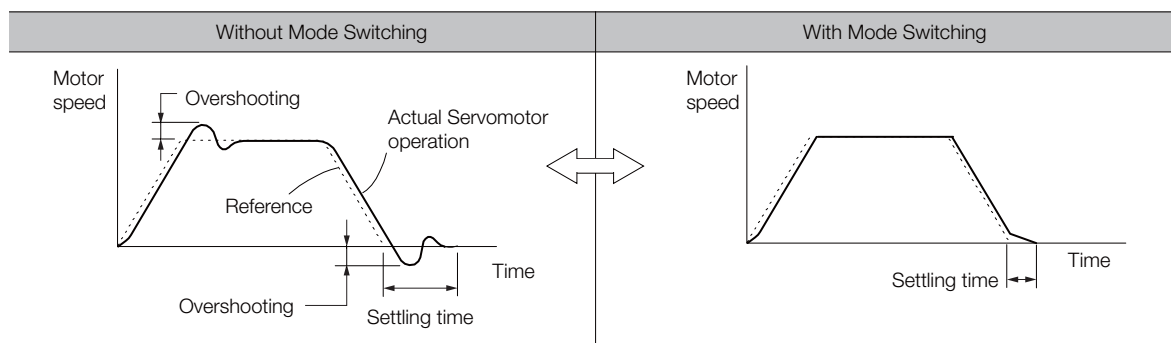 Without Mode Switching
With Mode Switching
Motor
speed
Overshooting
Actual Servomotor
operation
Reference
Time
Overshooting
Settling time
Motor
speed
Time
Settling time